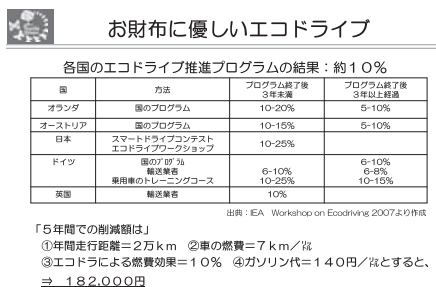 お財布に優しいエコドライブ
各国のエコドライブ推進プログラムの結果：約１０％
国 方法 プログラム終了後３年未満 プログラム終了後３年以上経過
オランダ 国のプログラム 10-20% 5-10%
オーストリア 国のプログラム 10-15% 5-10%
日本 スマートドライブコンテスト
エコドライブワークショップ 10-25%
ドイツ 国のﾌﾟﾛｸﾞﾗﾑ 6-10%
輸送業者 6-10% 6-8%
乗用車のトレーニングコース 10-25% 10-15%
英国 輸送業者 10%
出典：IEA　Workshop on Ecodriving 2007より作成
「５年間での削減額は」
①年間走行距離＝２万ｋｍ　②車の燃費＝７ｋｍ／㍑
③エコドラによる燃費効果＝１０％　④ガソリン代＝１４０円／㍑とすると、
⇒　１８２,０００円